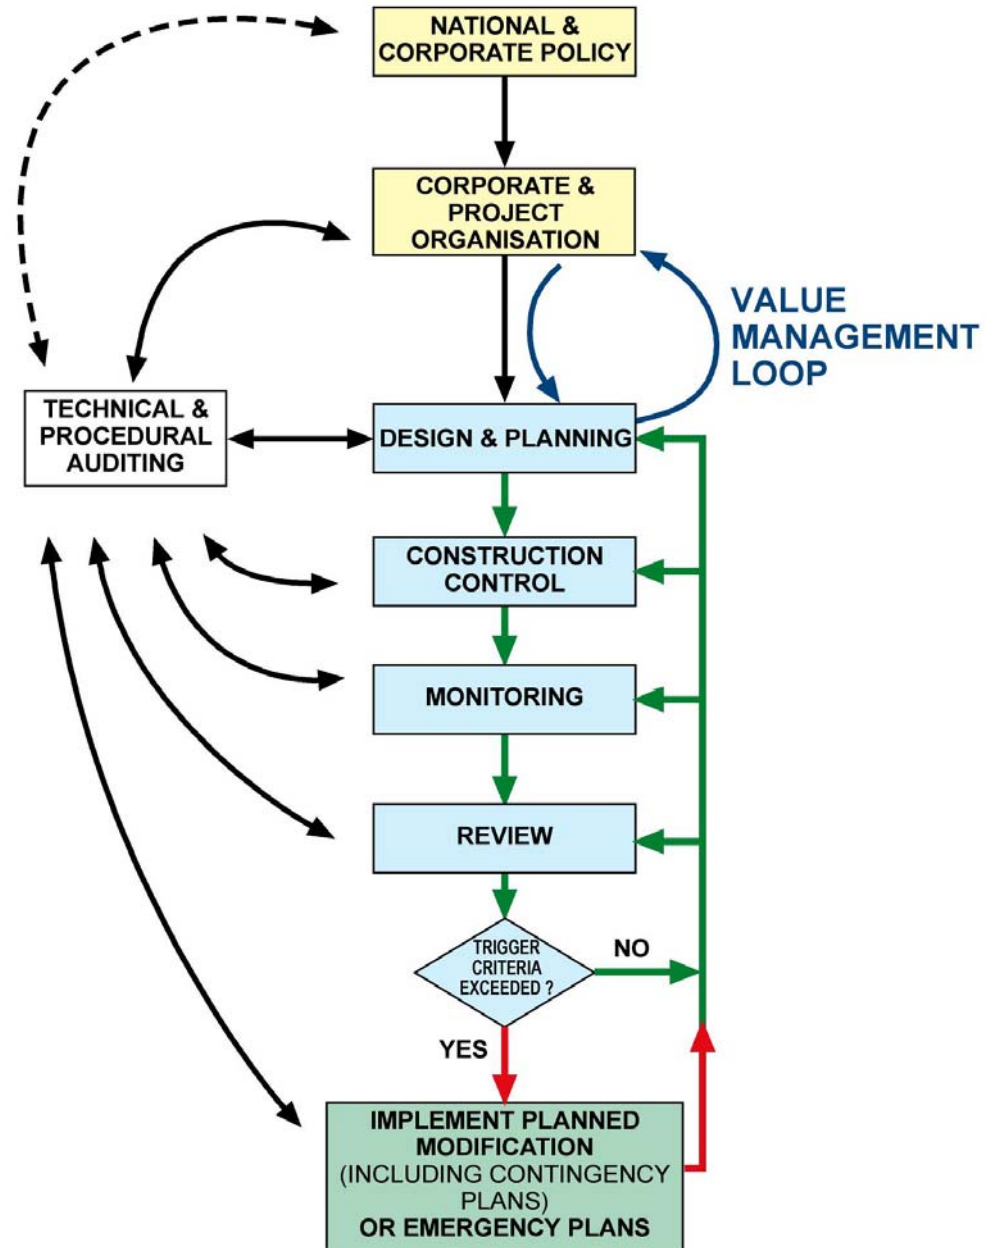 NATIONAL &
CORPORATE POLICY
CORPORATE &
PROJECT
ORGANISATION
VALUE
MANAGEMENT
LOOP
TECHNICAL &
PROCEDURAL
AUDITING
DESIGN & PLANNING
CONSTRUCTION
CONTROL
MONITORING
REVIEW
TRIGGER
CRITERIA
EXCEEDED ?
NO
YES
IMPLEMENT PLANNED
MODIFICATION
(INCLUDING CONTINGENCY
PLANS)
OR EMERGENCY PLANS